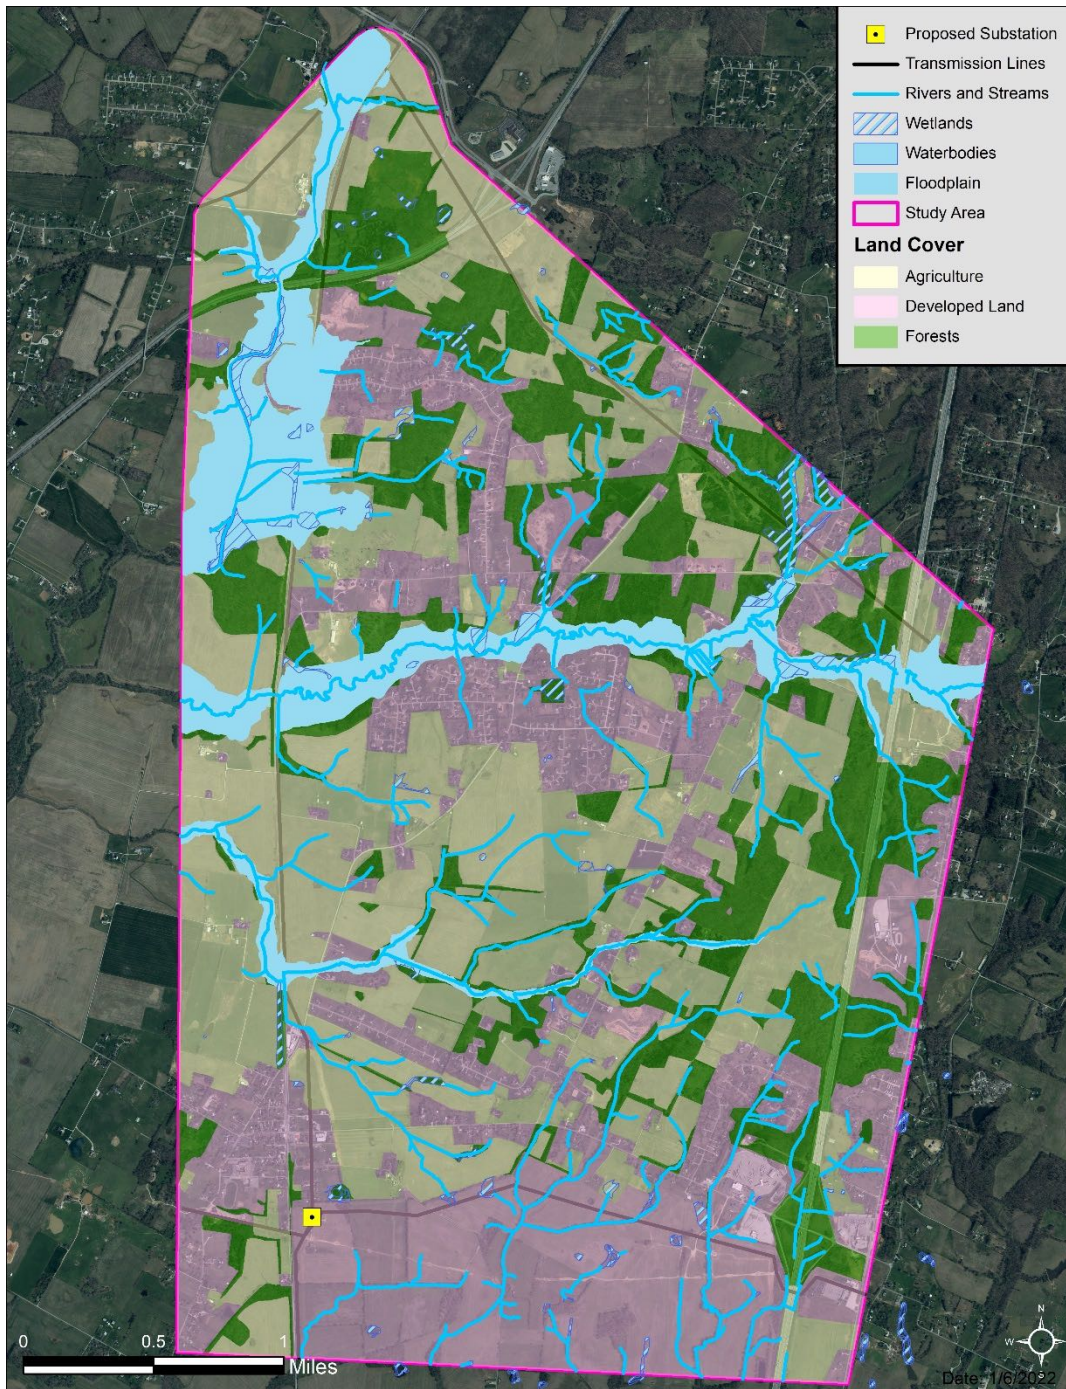 Proposed Substation
Transmission Lines
Rivers and Streams
Wetlands
Waterbodies
Floodplain
Study Area
Land Cover
Agriculture
Developed Land
Forests
0 0.5 1
Miles
N
W
S
Date: 1/6/2022